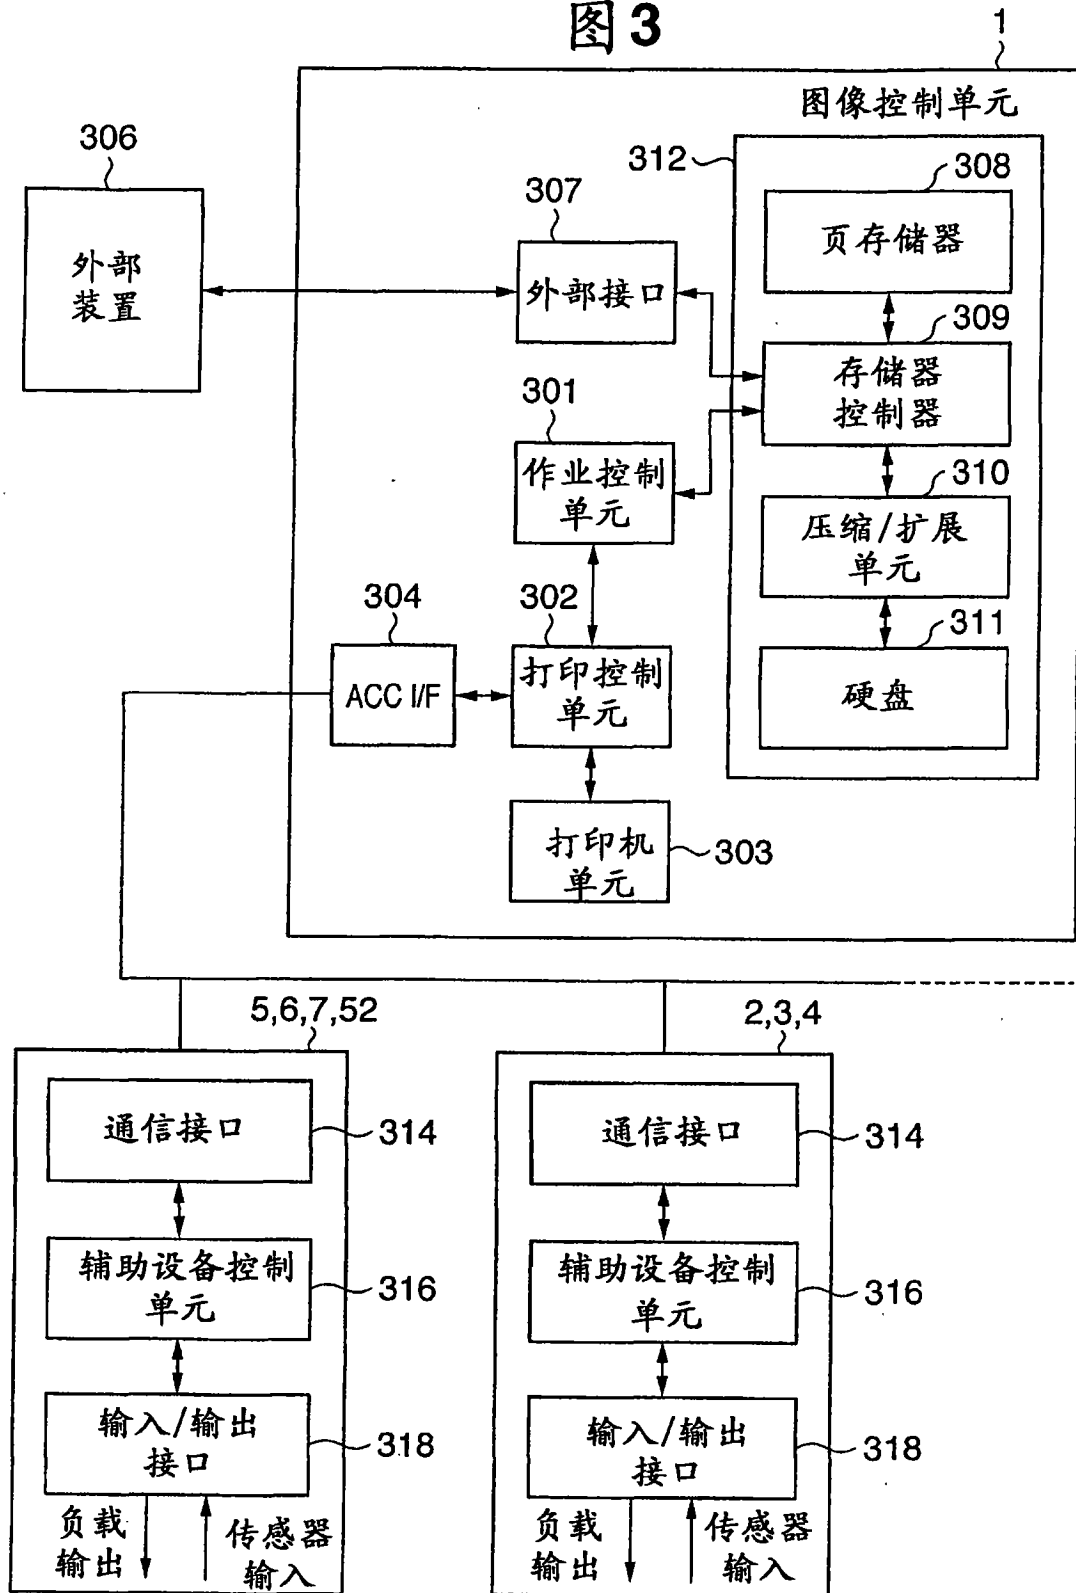 图3
1
图像控制单元
306
312
308
307
页存储器
外部
装置
外部接口
309
存储器
控制器
301
作业控制
单元
310
压缩/扩展
单元
304
302
311
ACC I/F
打印控制
单元
硬盘
打印机
单元
303
5,6,7,52
2,3,4
通信接口
314
通信接口
314
辅助设备控制
单元
316
辅助设备控制
单元
316
输入/输出
接口
318
输入/输出
接口
318
负载
输出
传感器
输入
负载
输出
传感器
输入